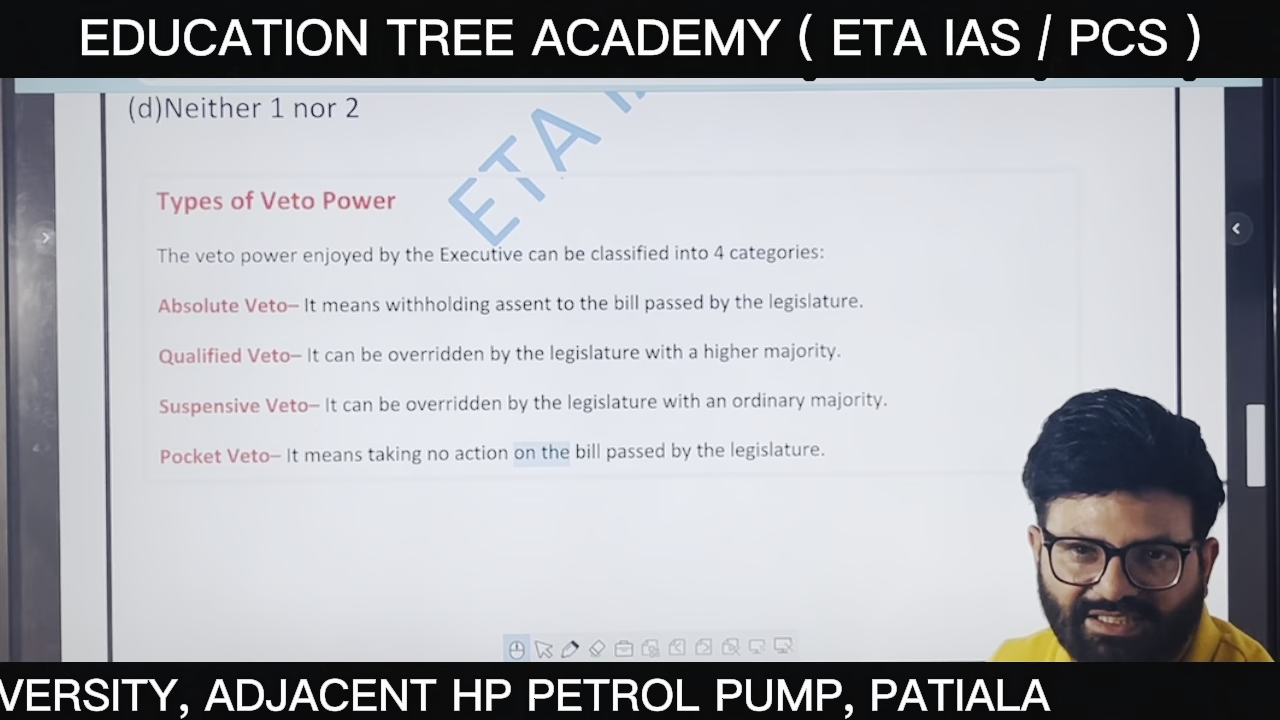 EDUCATION TREE ACADEMY ( ETA IAS / PCS )
(d)Neither 1 nor 2
ETA
Types of Veto Power
The veto power enjoyed by the Executive can be classified into 4 categories:
Absolute Veto– It means withholding assent to the bill passed by the legislature.
Qualified Veto– It can be overridden by the legislature with a higher majority.
Suspensive Veto– It can be overridden by the legislature with an ordinary majority.
Pocket Veto– It means taking no action on the bill passed by the legislature.
VERSITY, ADJACENT HP PETROL PUMP, PATIALA